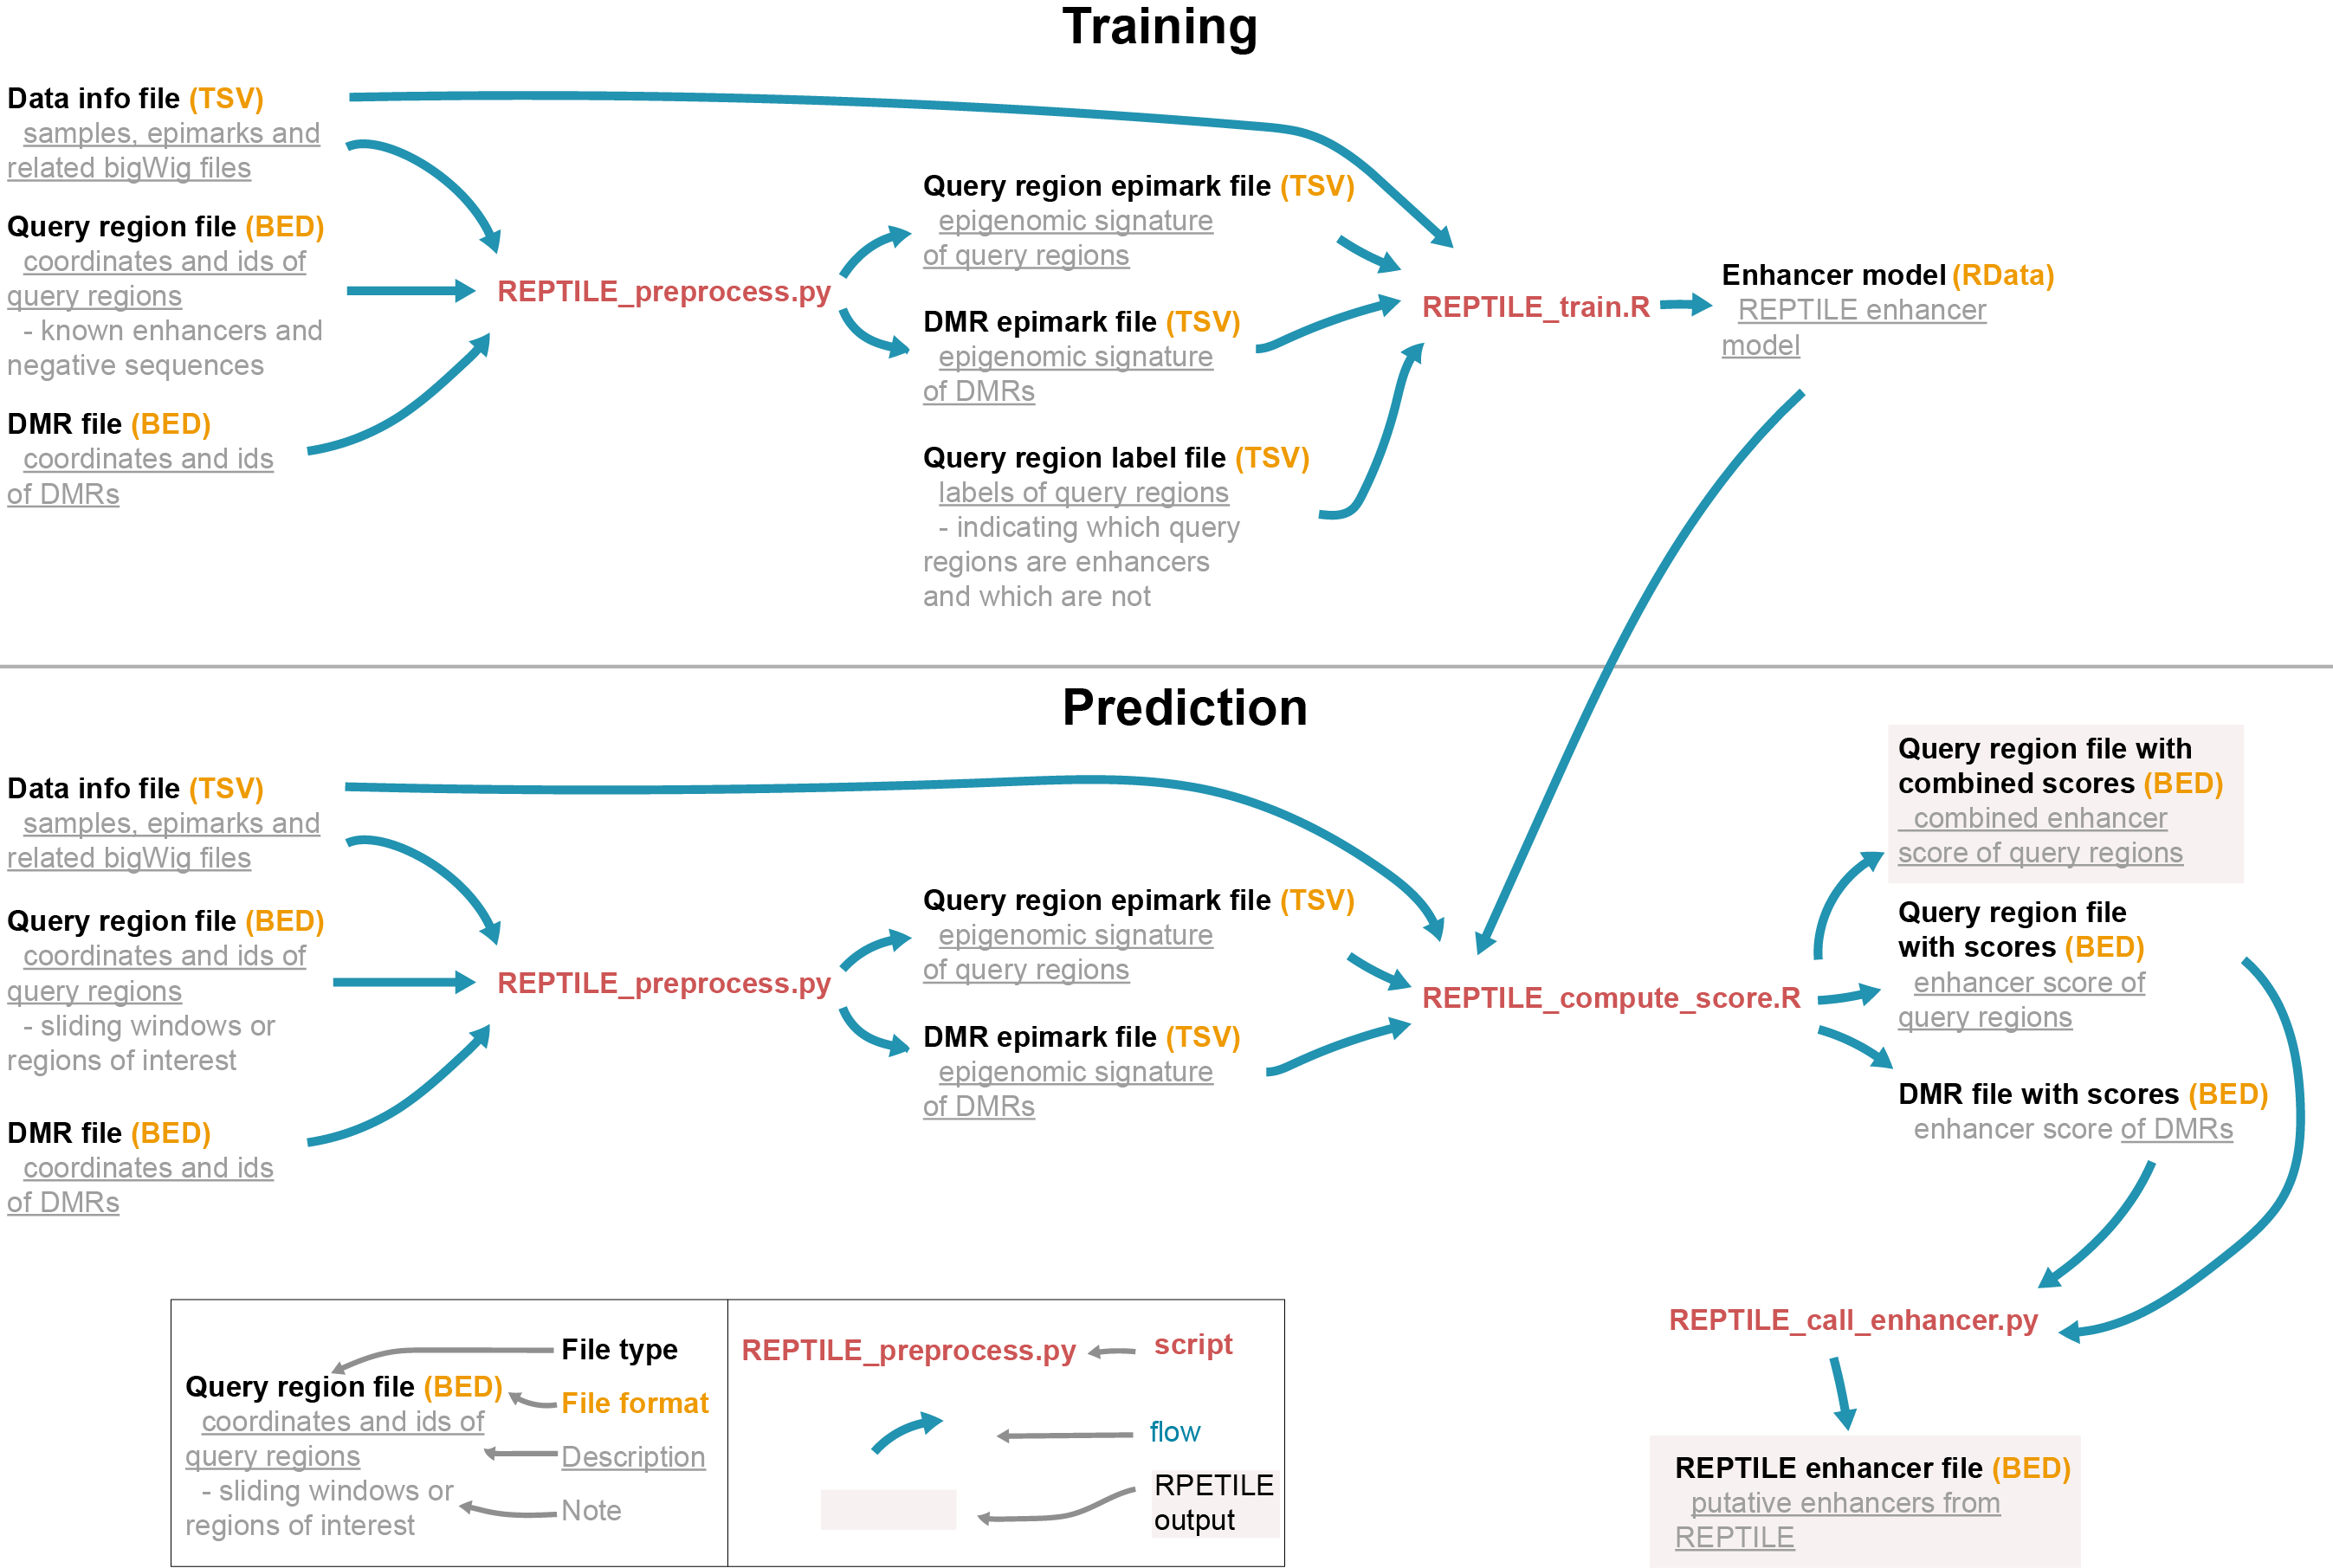 Training
Data info file (TSV)
samples, epimarks and
related bigWig files
Query region file (BED)
coordinates and ids of
query regions
- known enhancers and
negative sequences
DMR file (BED)
coordinates and ids
of DMRs
REPTILE_preprocess.py
Query region epimark file (TSV)
epigenomic signature
of query regions
DMR epimark file (TSV)
epigenomic signature
of DMRs
Query region label file (TSV)
labels of query regions
- indicating which query
regions are enhancers
and which are not
REPTILE_train.R
Enhancer model (RData)
REPTILE enhancer
model
Prediction
Data info file (TSV)
samples, epimarks and
related bigWig files
Query region file (BED)
coordinates and ids of
query regions
- sliding windows or
regions of interest
DMR file (BED)
coordinates and ids
of DMRs
REPTILE_preprocess.py
Query region epimark file (TSV)
epigenomic signature
of query regions
DMR epimark file (TSV)
epigenomic signature
of DMRs
REPTILE_compute_score.R
Query region file with
combined scores (BED)
combined enhancer
score of query regions
Query region file
with scores (BED)
enhancer score of
query regions
DMR file with scores (BED)
enhancer score of DMRs
REPTILE_call_enhancer.py
REPTILE enhancer file (BED)
putative enhancers from
REPTILE
File type
Query region file (BED)
File format
coordinates and ids of
query regions
Description
- sliding windows or
regions of interest
Note
REPTILE_preprocess.py
script
flow
RPETILE
output